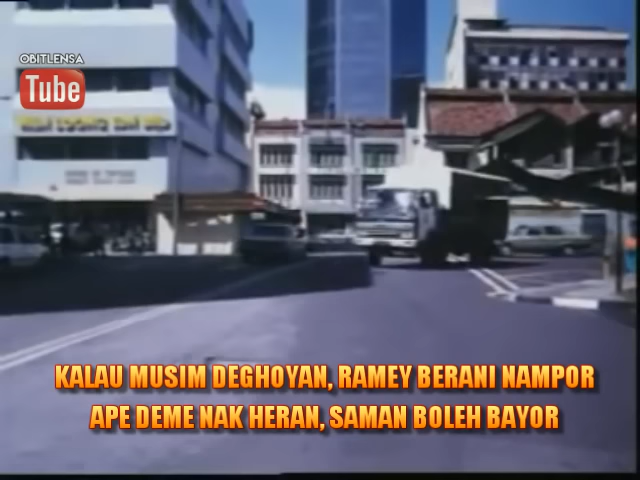 OBITLENSA
Tube
KALAU MUSIM DEGHOYAN, RAMEY BERANI NAMPOR
APE DEME NAK HERAN, SAMAN BOLEH BAYOR